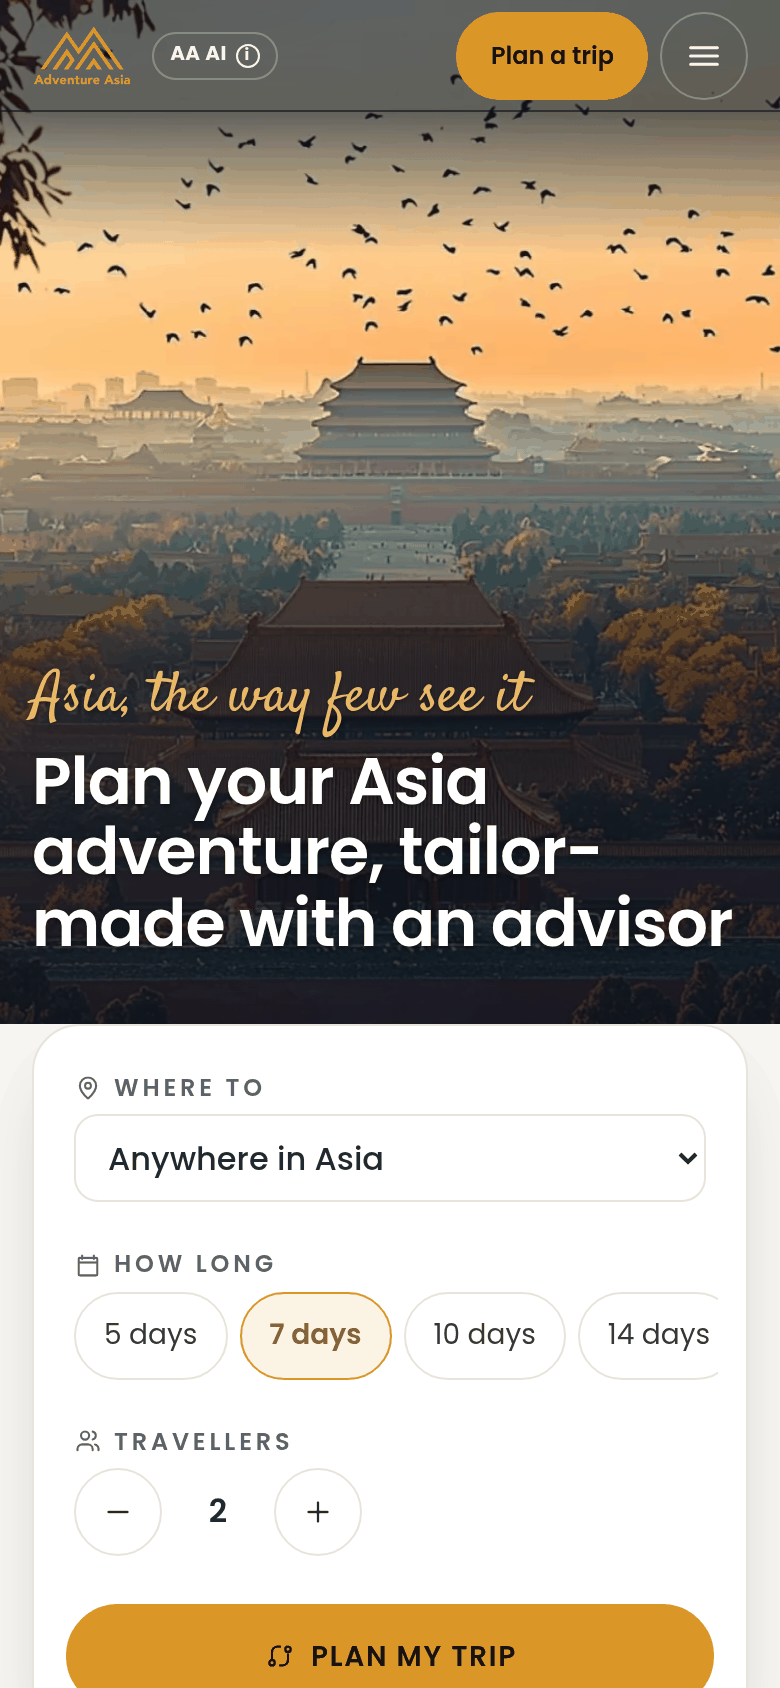 Adventure Asia
AA AI i
Plan a trip
Asia, the way few see it
Plan your Asia
adventure, tailor-
made with an advisor
WHERE TO
Anywhere in Asia
HOW LONG
5 days
7 days
10 days
14 days
TRAVELLERS
− 2 +
PLAN MY TRIP